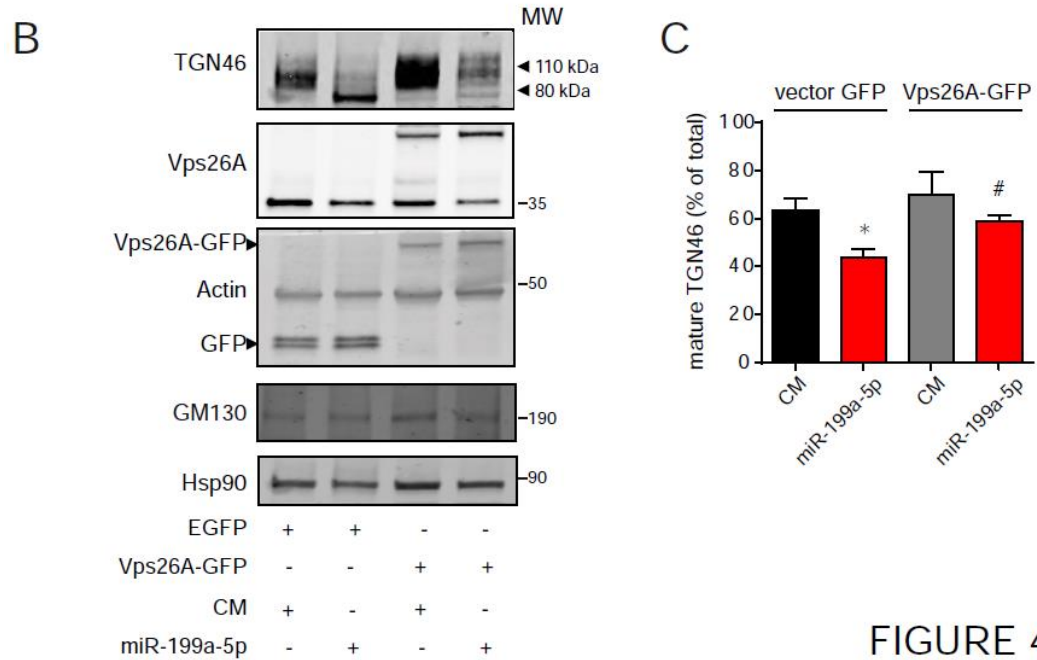 B
MW
TGN46
◄ 110 kDa
◄ 80 kDa
Vps26A
35
Vps26A-GFP
50
Actin
GFP
GM130
190
Hsp90
90
EGFP + + - -
Vps26A-GFP - - + +
CM + - + -
miR-199a-5p - + - +
C
vector GFP Vps26A-GFP
mature TGN46 (% of total)
100
80
60
40
20
0
*
#
CM
miR-199a-5p
CM
miR-199a-5p
FIGURE 4